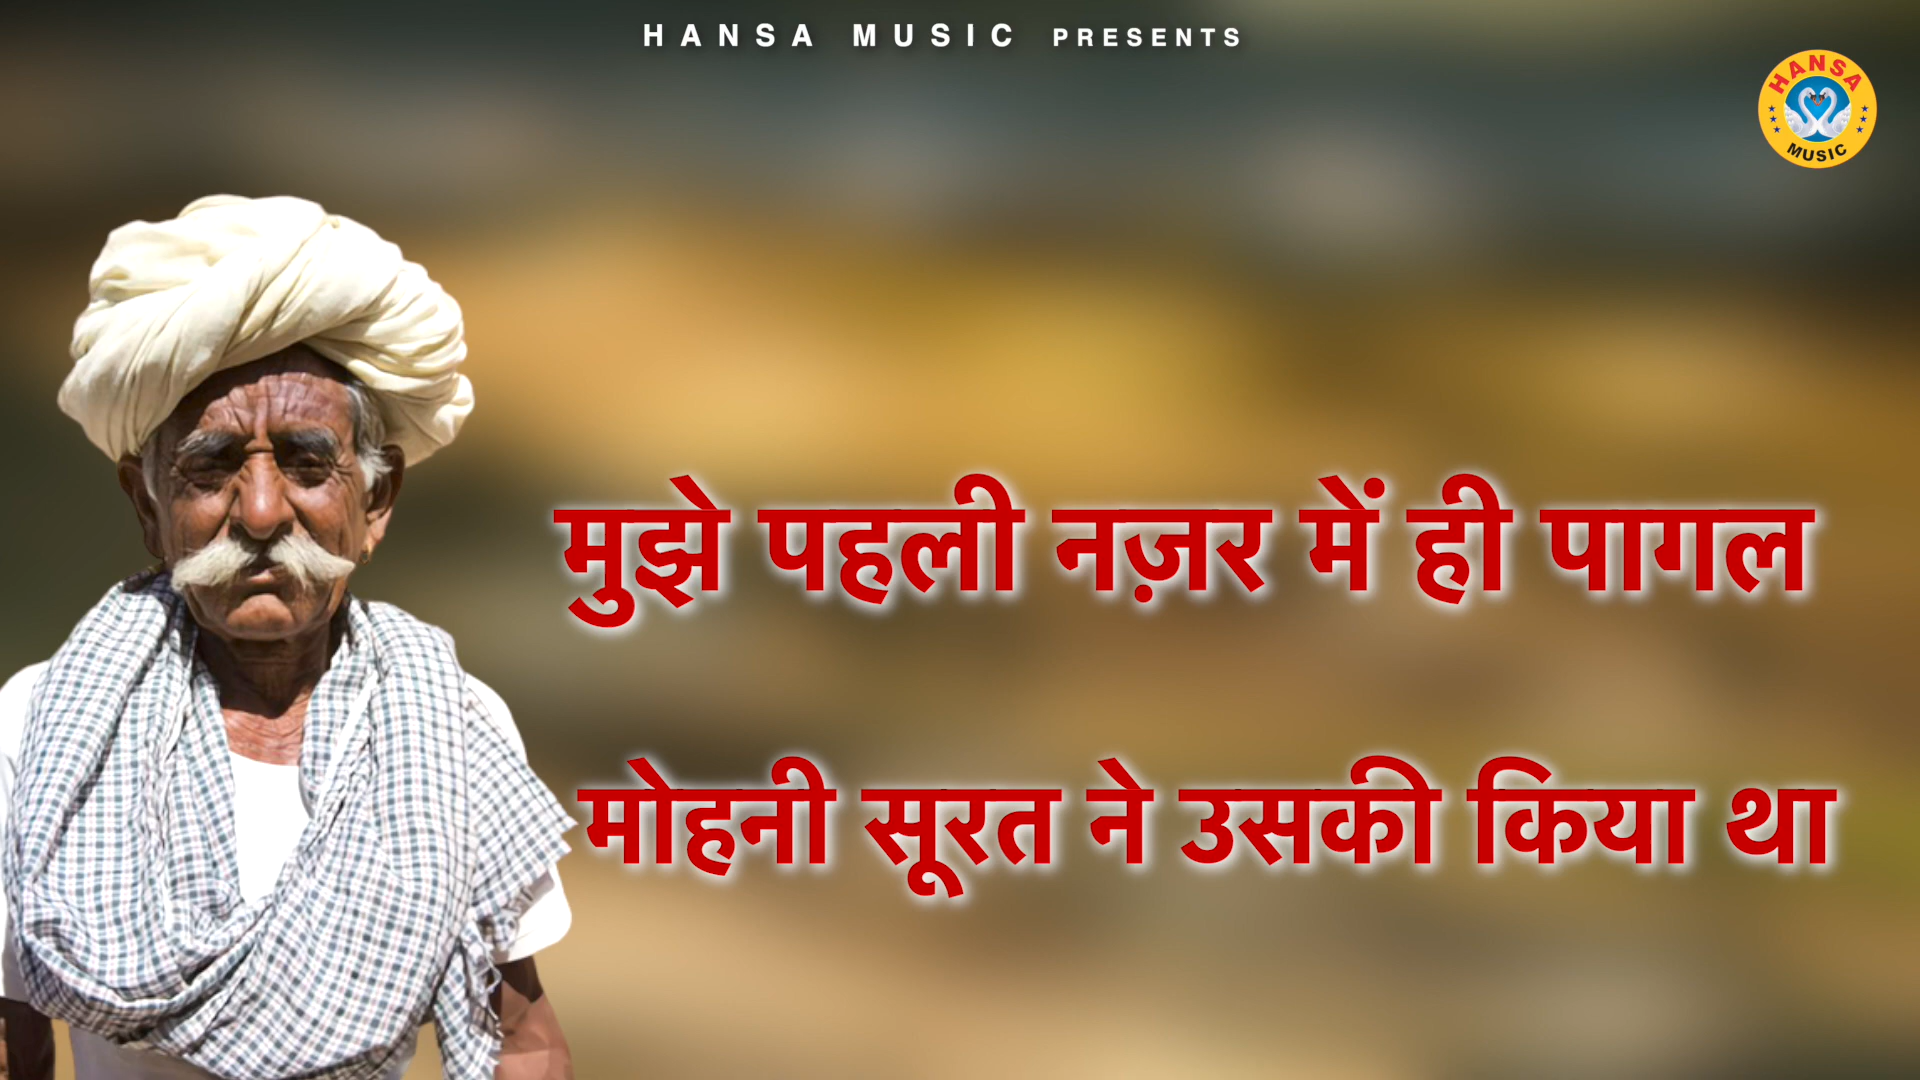 HANSA MUSIC PRESENTS
HANSA
MUSIC
मुझे पहली नज़र में ही पागल
मोहनी सूरत ने उसकी किया था